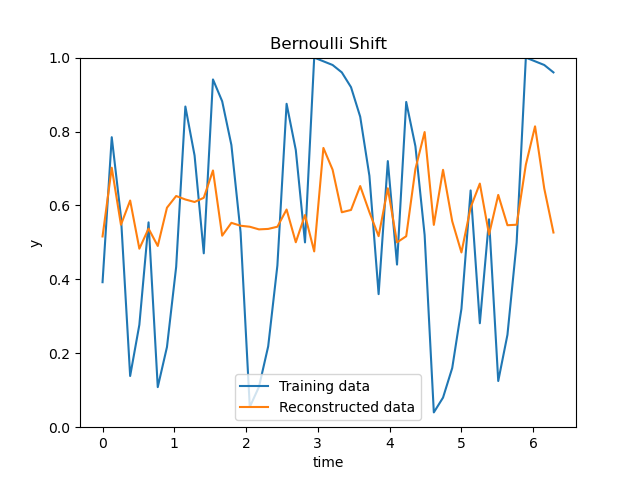 Bernoulli Shift
1.0
0.8
0.6
0.4
0.2
0.0
y
Training data
Reconstructed data
0 1 2 3 4 5 6
time